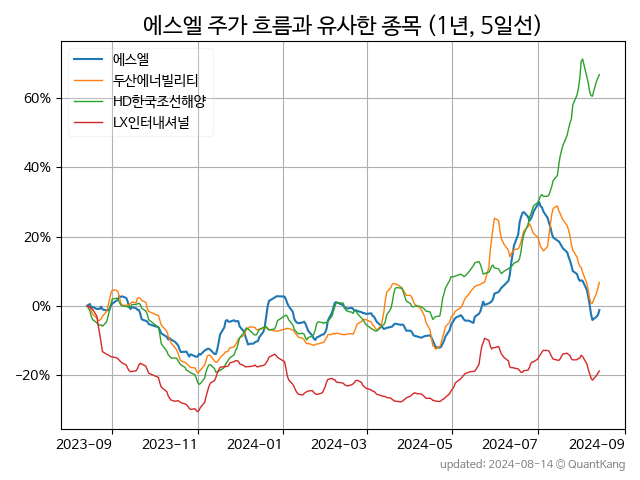 에스엘 주가 흐름과 유사한 종목 (1년, 5일선)
에스엘
두산에너빌리티
HD한국조선해양
LX인터내셔널
60%
40%
20%
0%
−20%
2023-09 2023-11 2024-01 2024-03 2024-05 2024-07 2024-09
updated: 2024-08-14 © QuantKang